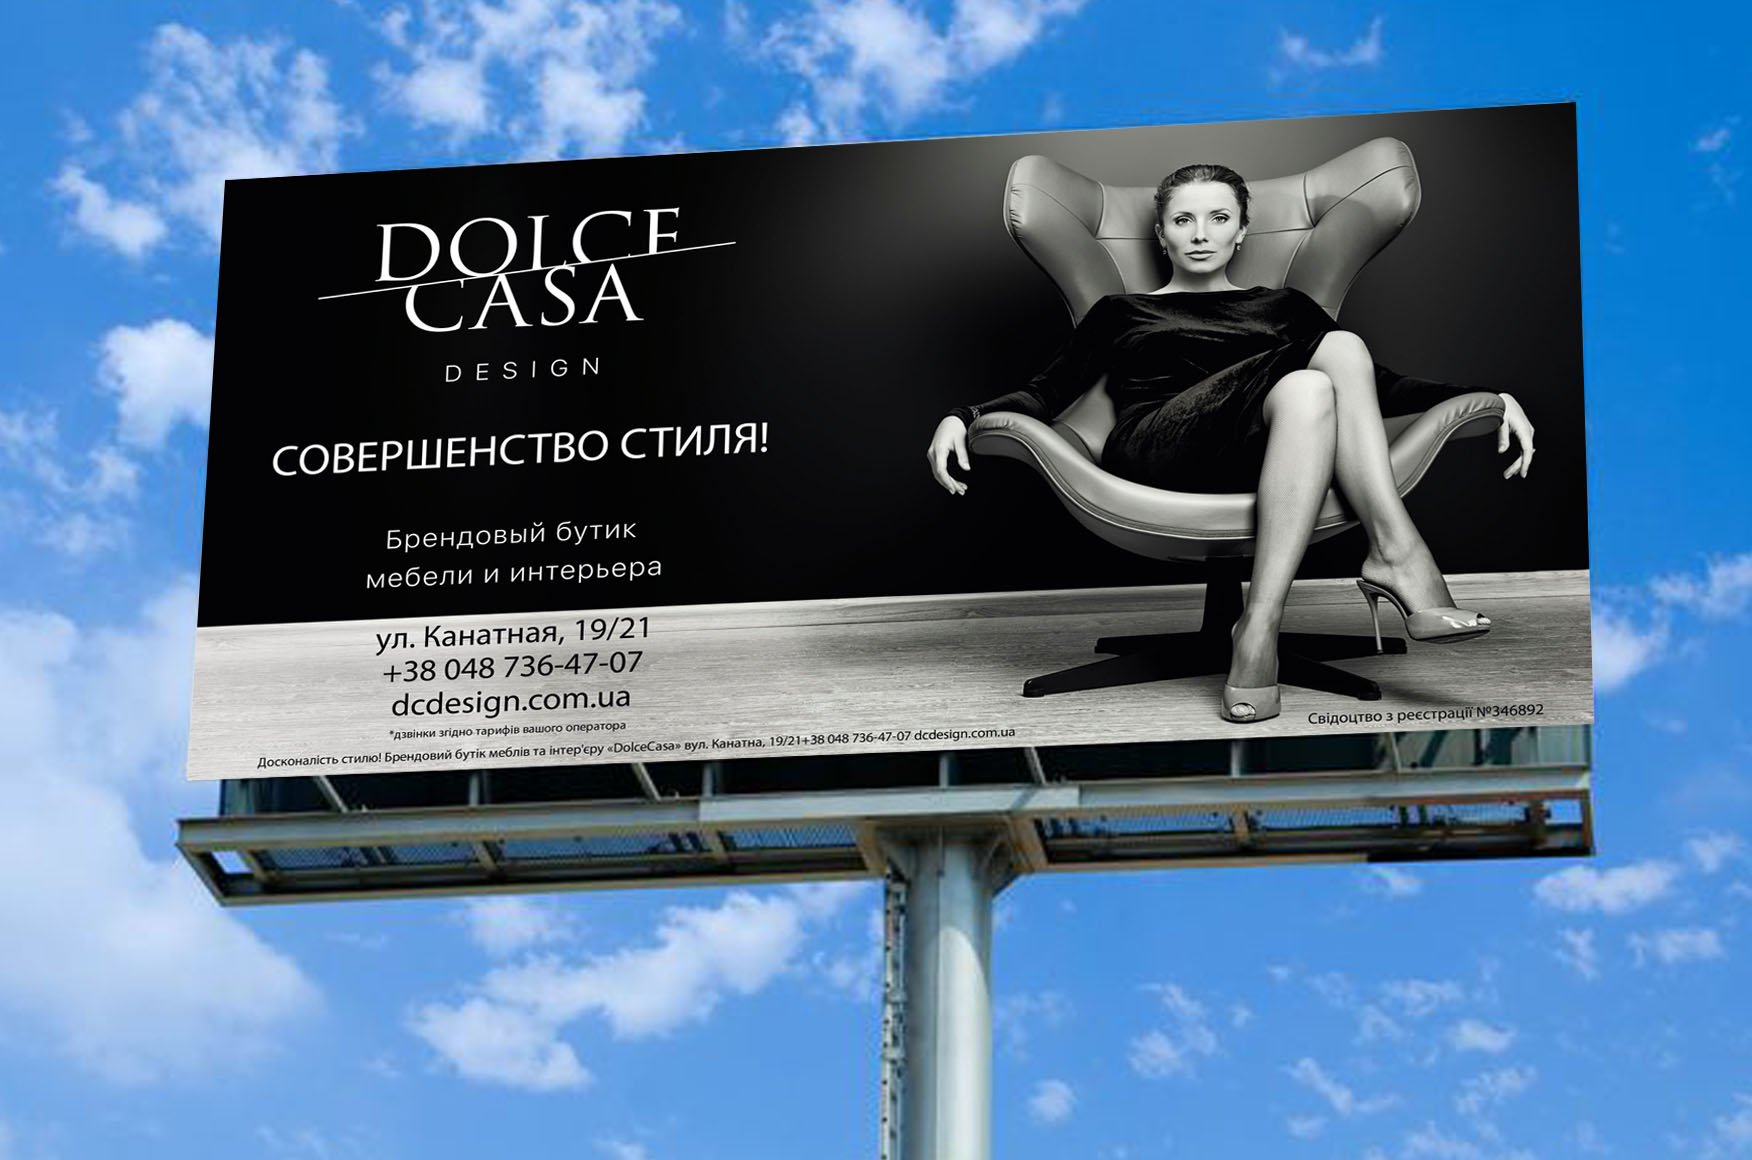 DOLCE
CASA
DESIGN
СОВЕРШЕНСТВО СТИЛЯ!
Брендовый бутик
мебели и интерьера
ул. Канатная, 19/21
+38 048 736-47-07
dcdesign.com.ua
*дзвінки згідно тарифів вашого оператора
Досконалість стилю! Брендовий бутік меблів та інтер'єру «DolceCasa» вул. Канатна, 19/21+38 048 736-47-07 dcdesign.com.ua
Свідоцтво з реєстрації №346892